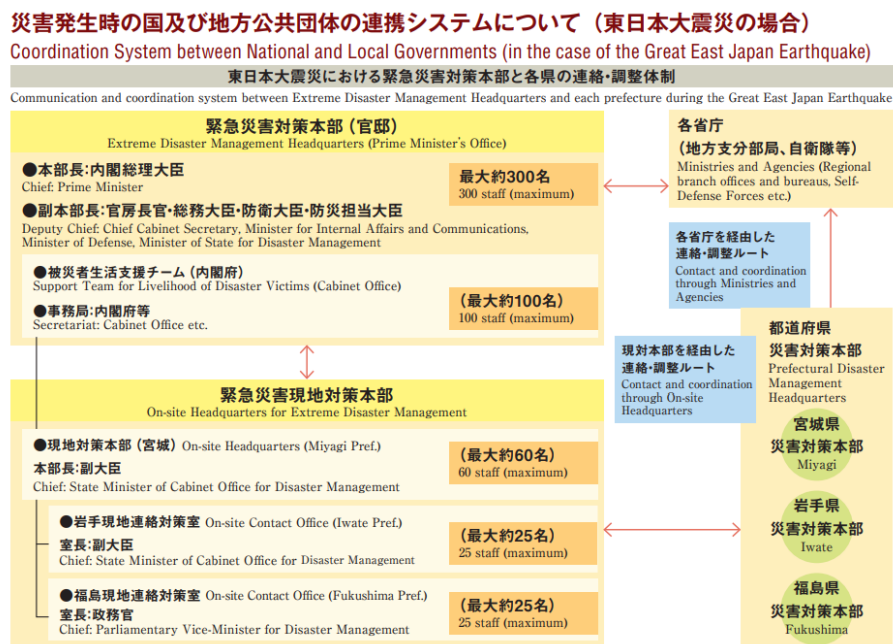 災害発生時の国及び地方公共団体の連携システムについて（東日本大震災の場合）
Coordination System between National and Local Governments (in the case of the Great East Japan Earthquake)
東日本大震災における緊急災害対策本部と各県の連絡・調整体制
Communication and coordination system between Extreme Disaster Management Headquarters and each prefecture during the Great East Japan Earthquake
緊急災害対策本部（官邸）
Extreme Disaster Management Headquarters (Prime Minister's Office)
●本部長：内閣総理大臣
Chief: Prime Minister
最大約300名
300 staff (maximum)
●副本部長：官房長官・総務大臣・防衛大臣・防災担当大臣
Deputy Chief: Chief Cabinet Secretary, Minister for Internal Affairs and Communications,
Minister of Defense, Minister of State for Disaster Management
●被災者生活支援チーム（内閣府）
Support Team for Livelihood of Disaster Victims (Cabinet Office)
●事務局：内閣府等
Secretariat: Cabinet Office etc.
（最大約100名）
100 staff (maximum)
各省庁
（地方支分部局、自衛隊等）
Ministries and Agencies (Regional
branch offices and bureaus, Self-
Defense Forces etc.)
各省庁を経由した
連絡・調整ルート
Contact and coordination
through Ministries and
Agencies
現対本部を経由した
連絡・調整ルート
Contact and coordination
through On-site
Headquarters
緊急災害現地対策本部
On-site Headquarters for Extreme Disaster Management
●現地対策本部（宮城） On-site Headquarters (Miyagi Pref.)
本部長：副大臣
Chief: State Minister of Cabinet Office for Disaster Management
（最大約60名）
60 staff (maximum)
●岩手現地連絡対策室 On-site Contact Office (Iwate Pref.)
室長：副大臣
Chief: State Minister of Cabinet Office for Disaster Management
（最大約25名）
25 staff (maximum)
●福島現地連絡対策室 On-site Contact Office (Fukushima Pref.)
室長：政務官
Chief: Parliamentary Vice-Minister for Disaster Management
（最大約25名）
25 staff (maximum)
都道府県
災害対策本部
Prefectural Disaster
Management
Headquarters
宮城県
災害対策本部
Miyagi
岩手県
災害対策本部
Iwate
福島県
災害対策本部
Fukushima